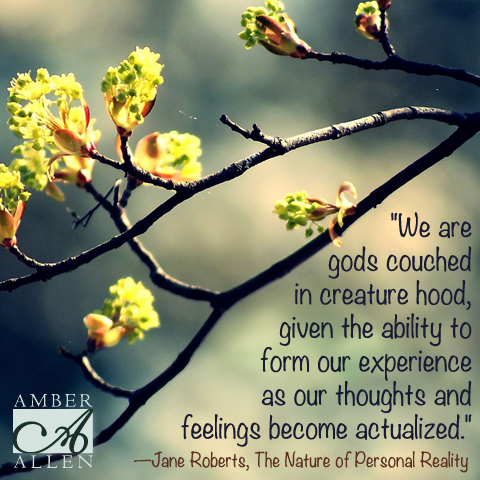 "We are
gods couched
in creature hood,
given the ability to
form our experience
as our thoughts and
feelings become actualized."
—Jane Roberts, The Nature of Personal Reality
AMBER
A
ALLEN